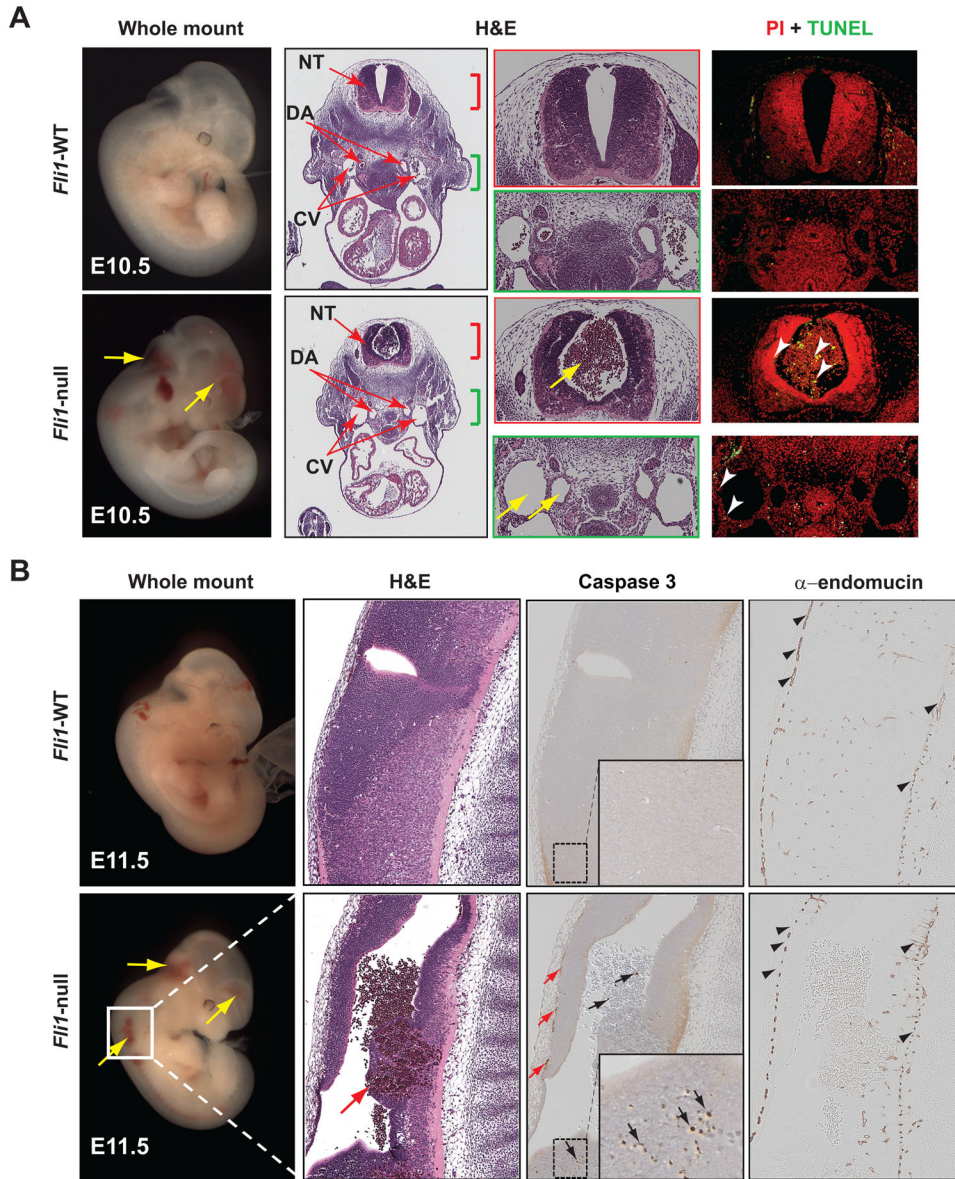 A
Whole mount
H&E
PI + TUNEL
Fli1-WT
E10.5
NT
DA
CV
Fli1-null
E10.5
NT
DA
CV
B
Whole mount
H&E
Caspase 3
α-endomucin
Fli1-WT
E11.5
Fli1-null
E11.5